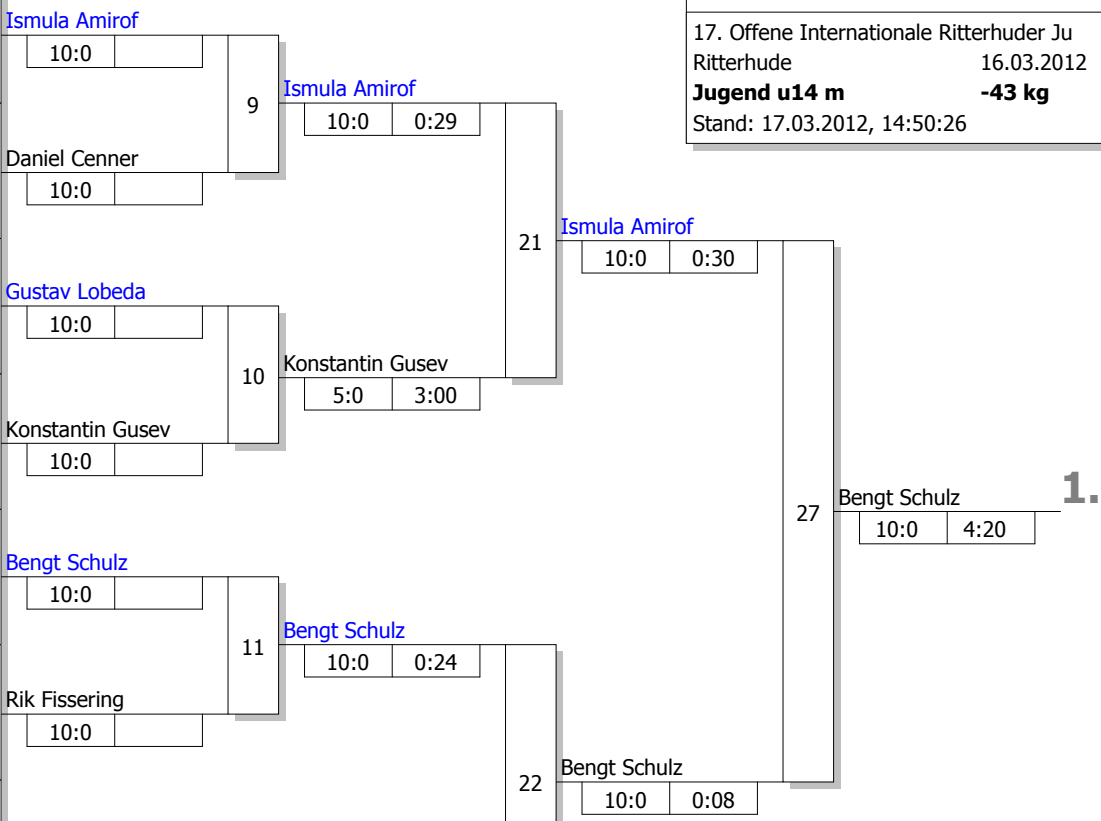 Ismula Amirof
10:0
9
Daniel Cenner
10:0
Gustav Lobeda
10:0
10
Konstantin Gusev
10:0
Bengt Schulz
10:0
11
Rik Fissering
10:0
Ismula Amirof
10:0 0:29
21
Konstantin Gusev
5:0 3:00
Bengt Schulz
10:0 0:24
22
Ismula Amirof
10:0 0:30
27
Bengt Schulz
10:0 0:08
Bengt Schulz
10:0 4:20
1.
17. Offene Internationale Ritterhuder Ju
Ritterhude 16.03.2012
Jugend u14 m -43 kg
Stand: 17.03.2012, 14:50:26